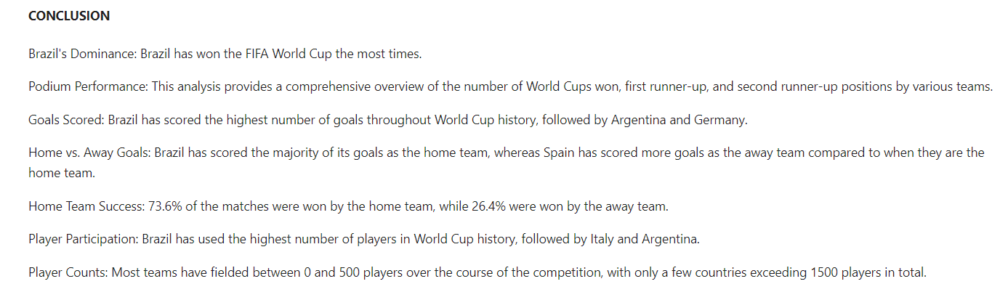 CONCLUSION
Brazil's Dominance: Brazil has won the FIFA World Cup the most times.
Podium Performance: This analysis provides a comprehensive overview of the number of World Cups won, first runner-up, and second runner-up positions by various teams.
Goals Scored: Brazil has scored the highest number of goals throughout World Cup history, followed by Argentina and Germany.
Home vs. Away Goals: Brazil has scored the majority of its goals as the home team, whereas Spain has scored more goals as the away team compared to when they are the
home team.
Home Team Success: 73.6% of the matches were won by the home team, while 26.4% were won by the away team.
Player Participation: Brazil has used the highest number of players in World Cup history, followed by Italy and Argentina.
Player Counts: Most teams have fielded between 0 and 500 players over the course of the competition, with only a few countries exceeding 1500 players in total.